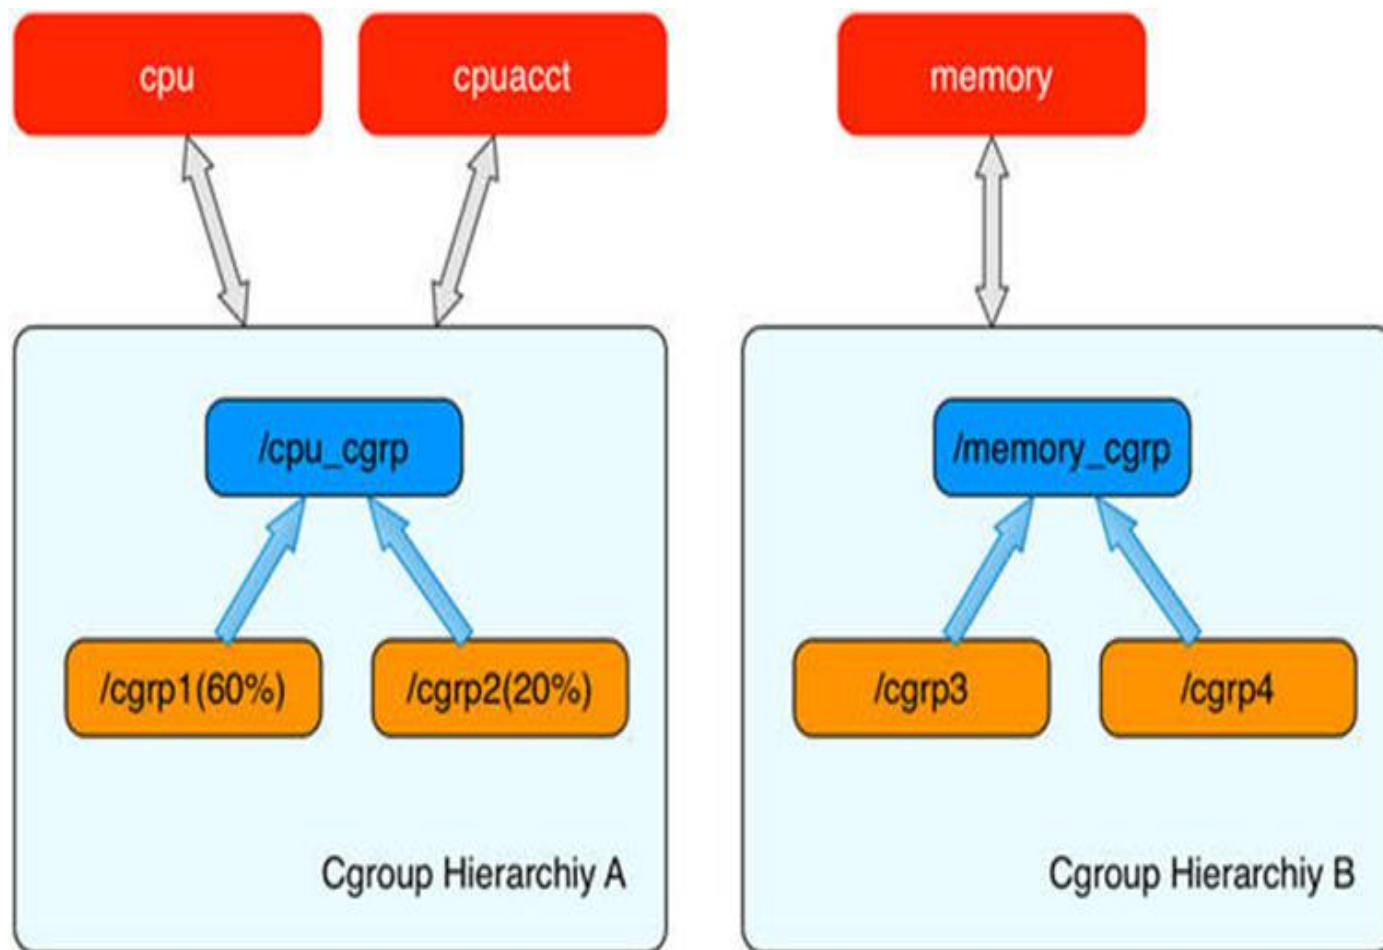 cpu
cpuacct
memory
/cpu_cgrp
/memory_cgrp
/cgrp1(60%)
/cgrp2(20%)
/cgrp3
/cgrp4
Cgroup Hierarchiy A
Cgroup Hierarchiy B